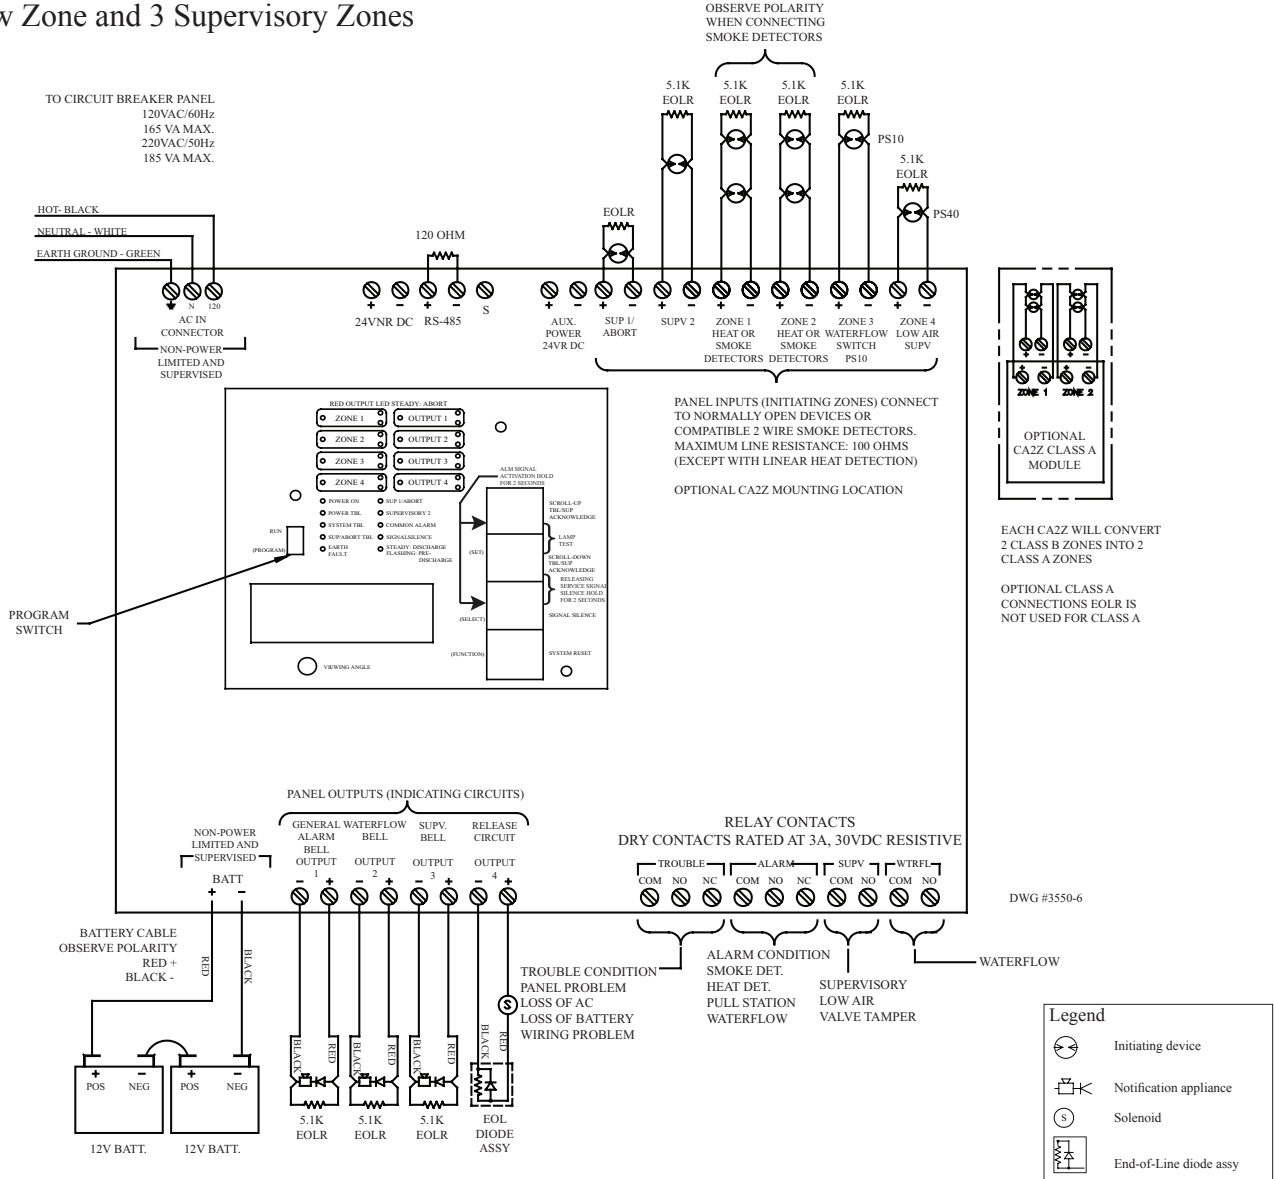 w Zone and 3 Supervisory Zones
OBSERVE POLARITY
WHEN CONNECTING
SMOKE DETECTORS
TO CIRCUIT BREAKER PANEL
120VAC/60Hz
165 VA MAX.
220VAC/50Hz
185 VA MAX.
5.1K
EOLR
5.1K
EOLR
5.1K
EOLR
5.1K
EOLR
PS10
5.1K
EOLR
PS40
EOLR
HOT- BLACK
NEUTRAL - WHITE
EARTH GROUND - GREEN
120 OHM
N 120
AC IN
CONNECTOR
NON-POWER
LIMITED AND
SUPERVISED
+ - + - S
24VNR DC RS-485
+ - + - + - + - + - + - + -
AUX.
POWER
24VR DC
SUP 1/
ABORT
SUPV 2
ZONE 1
HEAT OR
SMOKE
DETECTORS
ZONE 2
HEAT OR
SMOKE
DETECTORS
ZONE 3
WATERFLOW
SWITCH
PS10
ZONE 4
LOW AIR
SUPV
PANEL INPUTS (INITIATING ZONES) CONNECT
TO NORMALLY OPEN DEVICES OR
COMPATIBLE 2 WIRE SMOKE DETECTORS.
MAXIMUM LINE RESISTANCE: 100 OHMS
(EXCEPT WITH LINEAR HEAT DETECTION)
OPTIONAL CA2Z MOUNTING LOCATION
+ - + -
+ - + -
ZONE 1 ZONE 2
OPTIONAL
CA2Z CLASS A
MODULE
EACH CA2Z WILL CONVERT
2 CLASS B ZONES INTO 2
CLASS A ZONES
OPTIONAL CLASS A
CONNECTIONS EOLR IS
NOT USED FOR CLASS A
RED OUTPUT LED STEADY: ABORT
ZONE 1 OUTPUT 1
ZONE 2 OUTPUT 2
ZONE 3 OUTPUT 3
ZONE 4 OUTPUT 4
POWER ON SUP 1/ABORT
POWER TBL SUPERVISORY 2
SYSTEM TBL COMMON ALARM
SUP/ABORT TBL SIGNALSILENCE
EARTH
FAULT
STEADY: DISCHARGE
FLASHING: PRE-
DISCHARGE
RUN
(PROGRAM)
PROGRAM
SWITCH
VIEWING ANGLE
ALM SIGNAL
ACTIVATION HOLD
FOR 2 SECONDS
SCROLL-UP
TBL/SUP
ACKNOWLEDGE
LAMP
TEST
(SET)
SCROLL-DOWN
TBL/SUP
ACKNOWLEDGE
RELEASING
SERVICE SIGNAL
SILENCE HOLD
FOR 2 SECONDS
(SELECT)
SIGNAL SILENCE
(FUNCTION)
SYSTEM RESET
PANEL OUTPUTS (INDICATING CIRCUITS)
NON-POWER
LIMITED AND
SUPERVISED
BATT
+ -
GENERAL
ALARM
BELL
OUTPUT
1
- +
WATERFLOW
BELL
OUTPUT
2
- +
SUPV.
BELL
OUTPUT
3
- +
RELEASE
CIRCUIT
OUTPUT
4
- +
RELAY CONTACTS
DRY CONTACTS RATED AT 3A, 30VDC RESISTIVE
TROUBLE ALARM SUPV WTRFL
COM NO NC COM NO NC COM NO COM NO
DWG #3550-6
BATTERY CABLE
OBSERVE POLARITY
RED +
BLACK -
RED
BLACK
TROUBLE CONDITION
PANEL PROBLEM
LOSS OF AC
LOSS OF BATTERY
WIRING PROBLEM
ALARM CONDITION
SMOKE DET.
HEAT DET.
PULL STATION
WATERFLOW
SUPERVISORY
LOW AIR
VALVE TAMPER
WATERFLOW
S
BLACK RED
BLACK RED
BLACK RED
BLACK RED
+ - + -
POS NEG POS NEG
12V BATT. 12V BATT.
5.1K
EOLR
5.1K
EOLR
5.1K
EOLR
EOL
DIODE
ASSY
Legend
Initiating device
Notification appliance
S Solenoid
End-of-Line diode assy